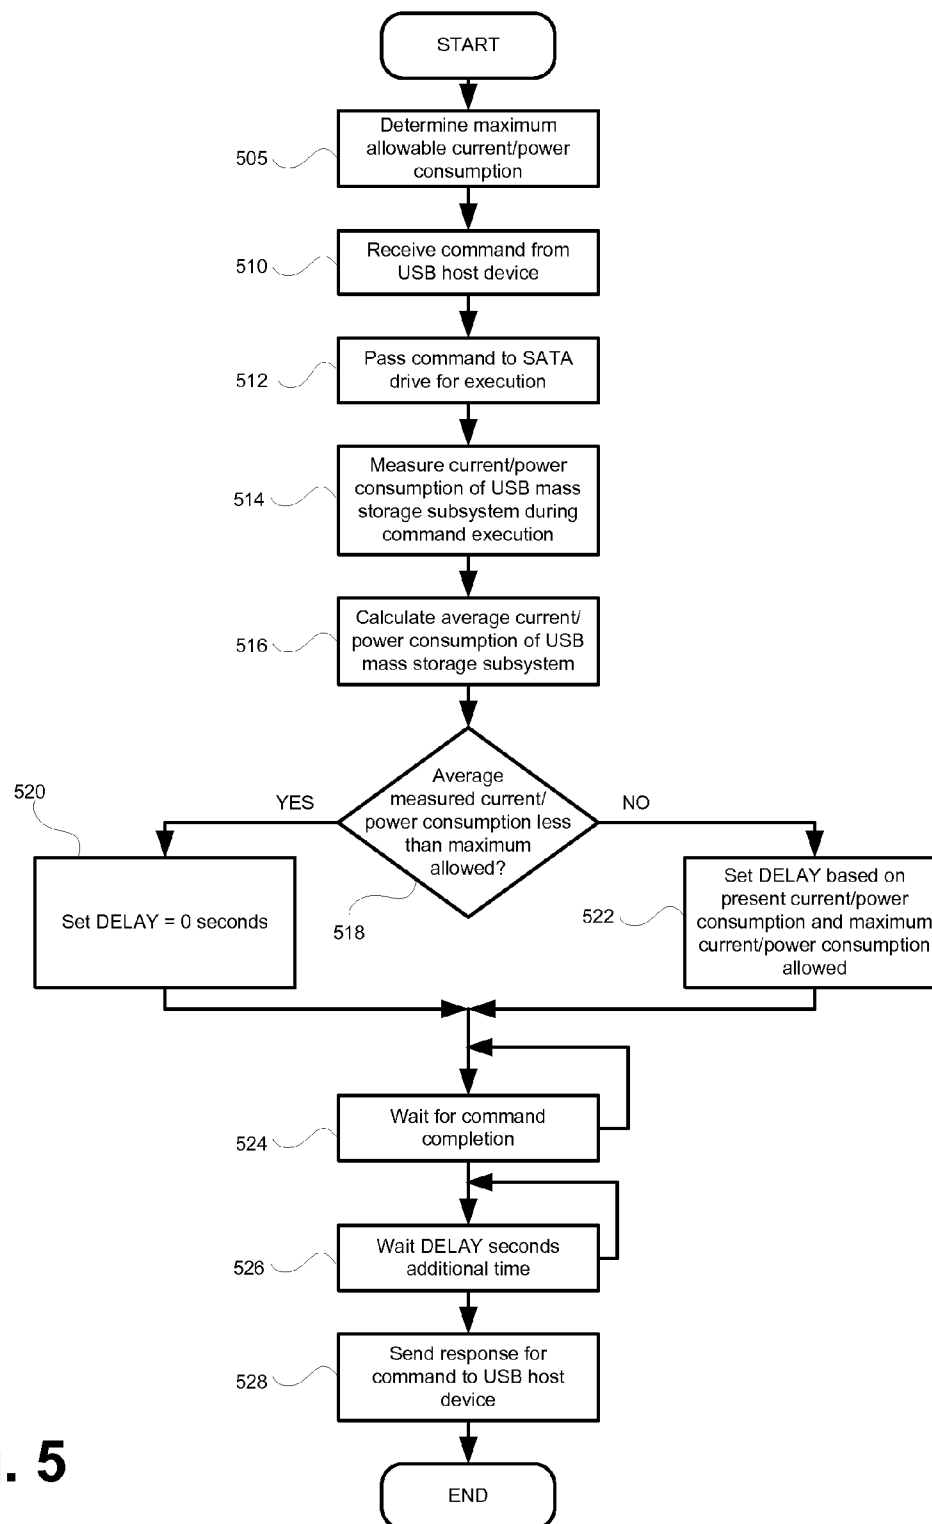 START
Determine maximum
allowable current/power
consumption
505
Receive command from
USB host device
510
Pass command to SATA
drive for execution
512
Measure current/power
consumption of USB mass
storage subsystem during
command execution
514
Calculate average current/
power consumption of USB
mass storage subsystem
516
Average
measured current/
power consumption less
than maximum
allowed?
518
YES
NO
520
Set DELAY = 0 seconds
Set DELAY based on
present current/power
consumption and maximum
current/power consumption
allowed
522
Wait for command
completion
524
Wait DELAY seconds
additional time
526
Send response for
command to USB host
device
528
. 5
END